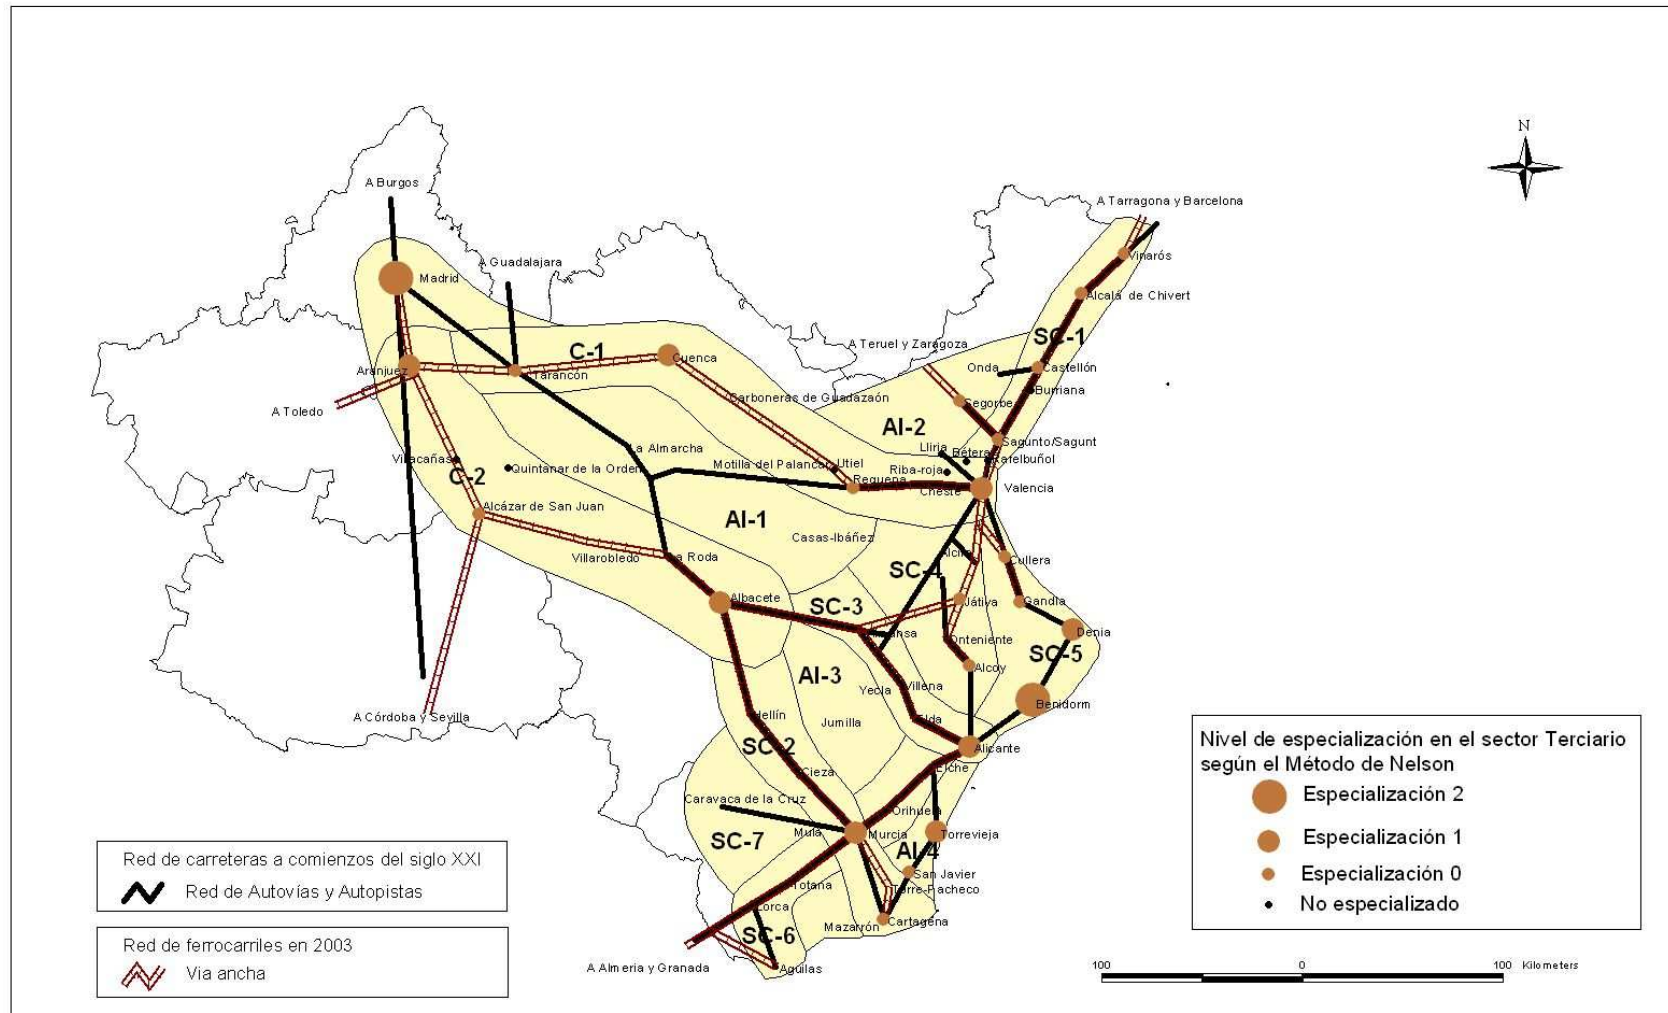 N
A Burgos
A Tarragona y Barcelona
A Guadalajara
Madrid
Vinarós
Alcalá de Chivert
SC-1
A Teruel y Zaragoza
C-1
Cuenca
Aranjuez
Tarancón
Onda
Castellón
Burriana
Carboneras de Guadazaón
Segorbe
A Toledo
AI-2
Sagunto/Sagunt
La Almarcha
Lliria
Bétera
Rafelbuñol
Villacañas
Quintanar de la Orden
Motilla del Palancar
Utiel
Riba-roja
C-2
Requena
Cheste
Valencia
Alcázar de San Juan
AI-1
Casas-Ibáñez
Villarobledo
La Roda
Alcira
Cullera
SC-4
Albacete
SC-3
Játiva
Gandía
Almansa
Onteniente
Denia
SC-5
AI-3
Alcoy
Yecla
Villena
Benidorm
A Córdoba y Sevilla
Hellín
Jumilla
Elda
SC-2
Alicante
Cieza
Elche
Caravaca de la Cruz
Orihuela
SC-7
Mula
Murcia
Torrevieja
AI-4
San Javier
Totana
Torre-Pacheco
Lorca
Mazarrón
Cartagena
SC-6
A Almeria y Granada
Aguilas
Nivel de especialización en el sector Terciario
según el Método de Nelson
Especialización 2
Especialización 1
Especialización 0
No especializado
Red de carreteras a comienzos del siglo XXI
Red de Autovías y Autopistas
Red de ferrocarriles en 2003
Via ancha
100 0 100 Kilometers